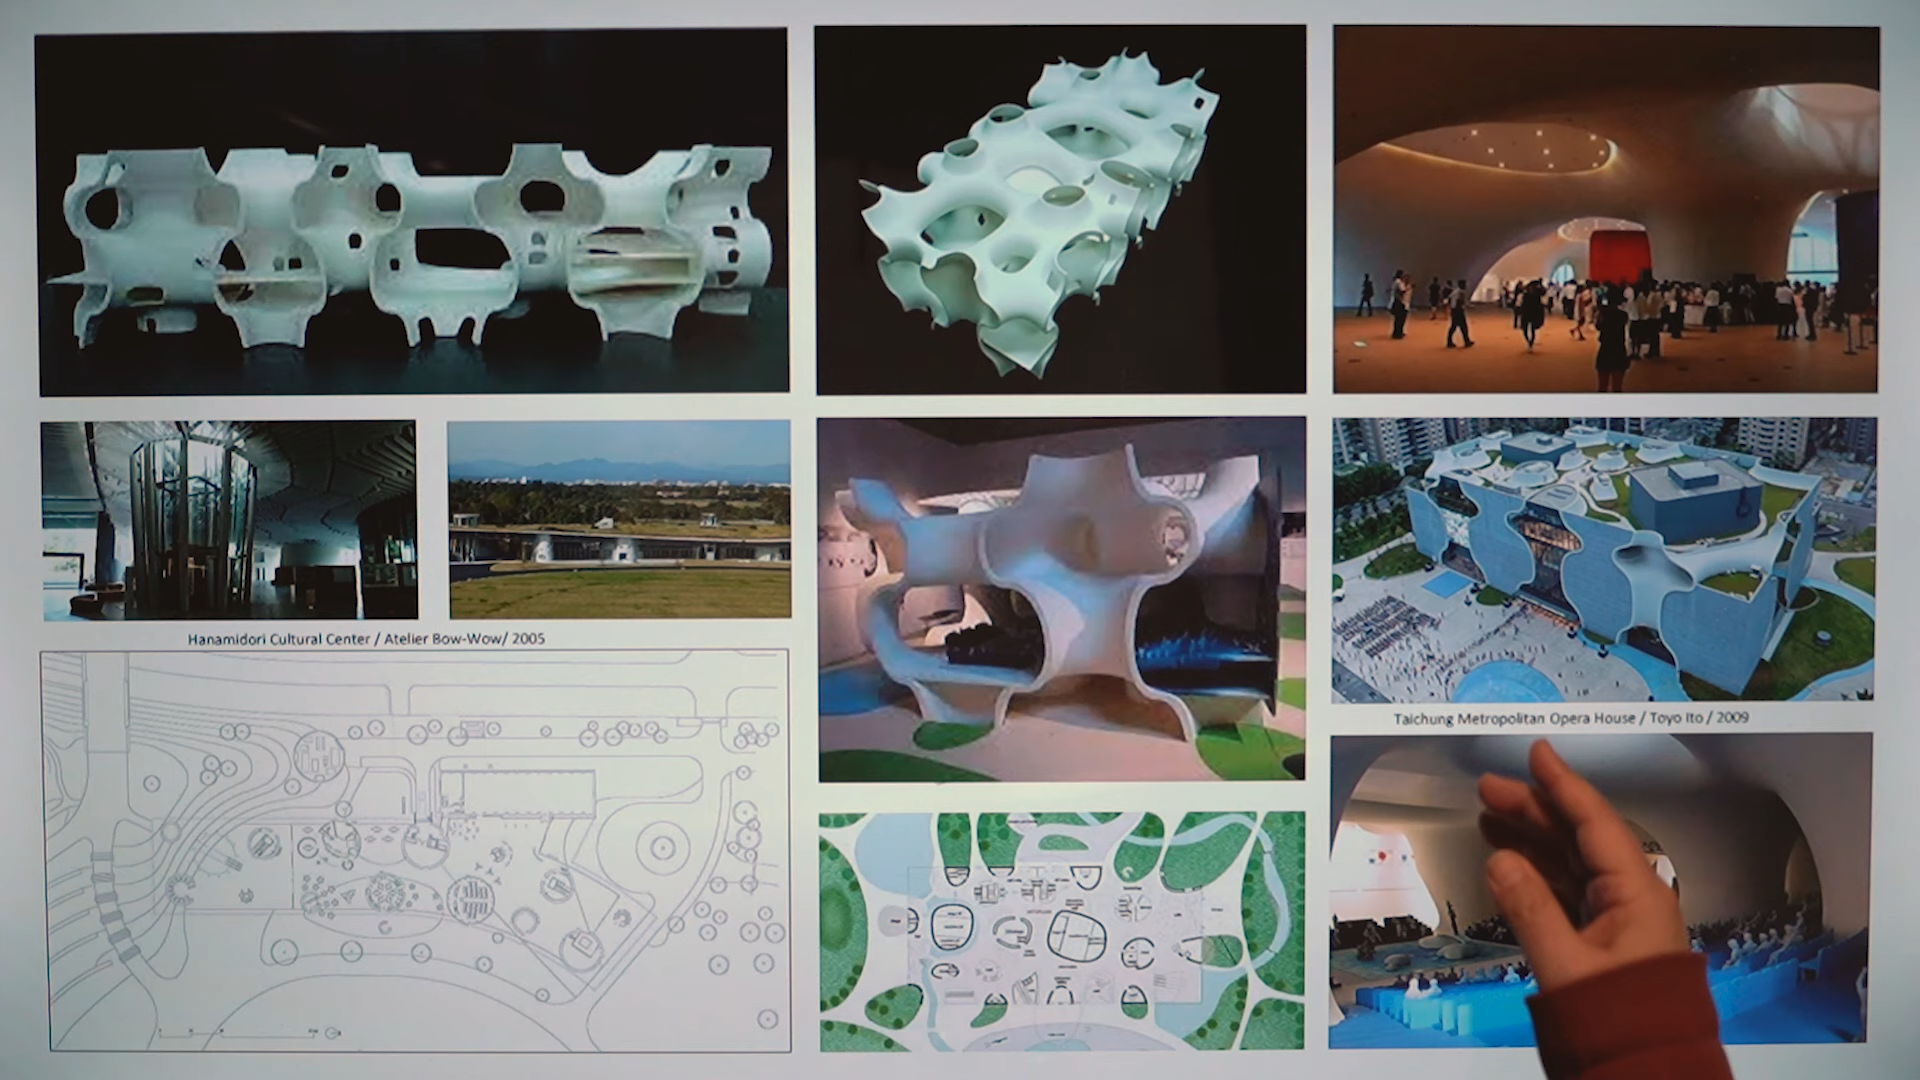 Hanamidori Cultural Center / Atelier Bow-Wow/ 2005
Taichung Metropolitan Opera House / Toyo Ito / 2009